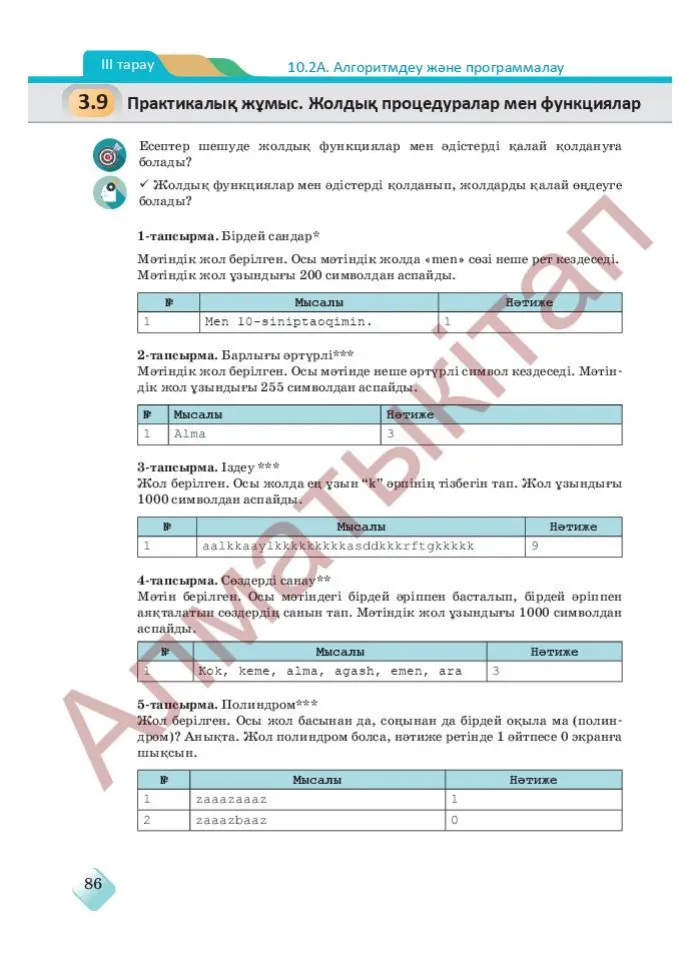 III тарау
10.2А. Алгоритмдеу және программалау
3.9 Практикалық жұмыс. Жолдық процедуралар мен функциялар
Есептер шешуде жолдық функциялар мен әдістерді қалай қолдануға
болады?
✓ Жолдық функциялар мен әдістерді қолданып, жолдарды қалай өңдеуге
болады?
1-тапсырма. Бірдей сандар*
Мәтіндік жол берілген. Осы мәтіндік жолда «men» сөзі неше рет кездеседі.
Мәтіндік жол ұзындығы 200 символдан аспайды.
№ Мысалы Нәтиже
1 Men 10-siniptaoqimin. 1
2-тапсырма. Барлығы әртүрлі***
Мәтіндік жол берілген. Осы мәтінде неше әртүрлі символ кездеседі. Мәтін-
дік жол ұзындығы 255 символдан аспайды.
№ Мысалы Нәтиже
1 Alma 3
3-тапсырма. Іздеу ***
Жол берілген. Осы жолда ең ұзын “k” әрпінің тізбегін тап. Жол ұзындығы
1000 символдан аспайды.
№ Мысалы Нәтиже
1 aalkkaaylkkkkkkkkkasddkkkrftgkkkkk 9
4-тапсырма. Сөздерді санау**
Мәтін берілген. Осы мәтіндегі бірдей әріппен басталып, бірдей әріппен
аяқталатын сөздердің санын тап. Мәтіндік жол ұзындығы 1000 символдан
аспайды.
№ Мысалы Нәтиже
1 Kok, keme, alma, agash, emen, ara 3
5-тапсырма. Полиндром***
Жол берілген. Осы жол басынан да, соңынан да бірдей оқыла ма (полин-
дром)? Анықта. Жол полиндром болса, нәтиже ретінде 1 әйтпесе 0 экранға
шықсын.
№ Мысалы Нәтиже
1 zaaazaaaz 1
2 zaaazbaaz 0
86
Алматыкітап